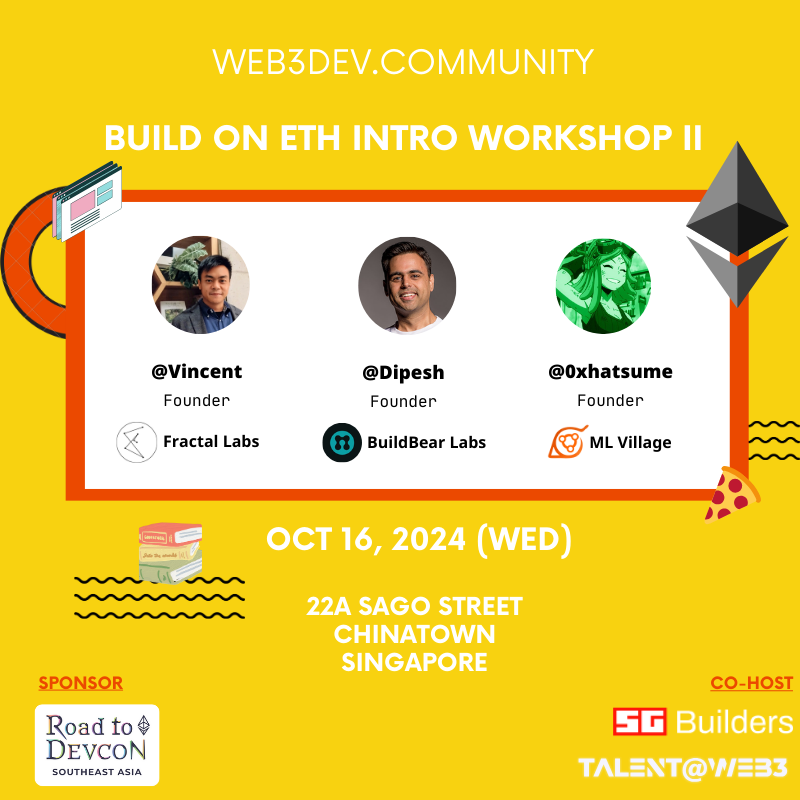 WEB3DEV.COMMUNITY
BUILD ON ETH INTRO WORKSHOP II
@Vincent
Founder
Fractal Labs
@Dipesh
Founder
BuildBear Labs
@0xhatsume
Founder
ML Village
OCT 16, 2024 (WED)
22A SAGO STREET
CHINATOWN
SINGAPORE
SPONSOR
Road to
DEVCON
SOUTHEAST ASIA
CO-HOST
SG Builders
TALENT@WEB3